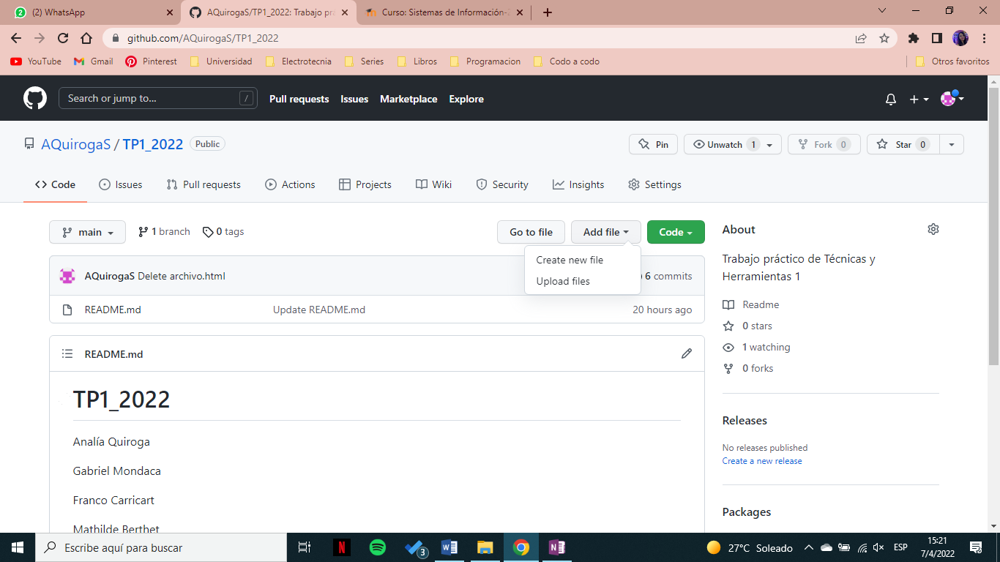 (2) WhatsApp
AQuirogaS/TP1_2022: Trabajo pra
Curso: Sistemas de Información-2
github.com/AQuirogaS/TP1_2022
YouTube Gmail Pinterest Universidad Electrotecnia Series Libros Programacion Codo a codo Otros favoritos
Search or jump to... / Pull requests Issues Marketplace Explore
AQuirogaS / TP1_2022 Public Pin Unwatch 1 Fork 0 Star 0
Code Issues Pull requests Actions Projects Wiki Security Insights Settings
main 1 branch 0 tags Go to file Add file Code
Create new file
Upload files
AQuirogaS Delete archivo.html 6 commits
README.md Update README.md 20 hours ago
README.md
TP1_2022
Analía Quiroga
Gabriel Mondaca
Franco Carricart
Mathilde Berthet
About
Trabajo práctico de Técnicas y
Herramientas 1
Readme
0 stars
1 watching
0 forks
Releases
No releases published
Create a new release
Packages
Escribe aquí para buscar 3 27°C Soleado ESP
15:21
7/4/2022